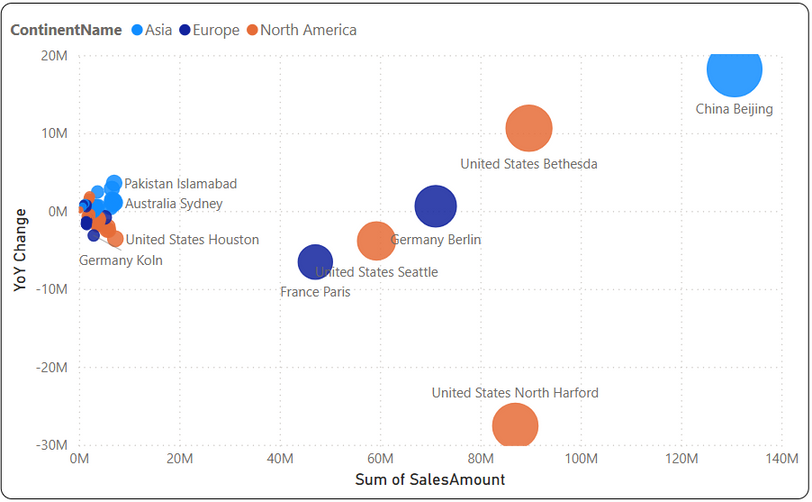 ContinentName Asia Europe North America
20M
China Beijing
10M
United States Bethesda
Pakistan Islamabad
Australia Sydney
0M
United States Houston
Germany Berlin
Germany Koln
United States Seattle
France Paris
-10M
-20M
United States North Harford
-30M
YoY Change
0M 20M 40M 60M 80M 100M 120M 140M
Sum of SalesAmount